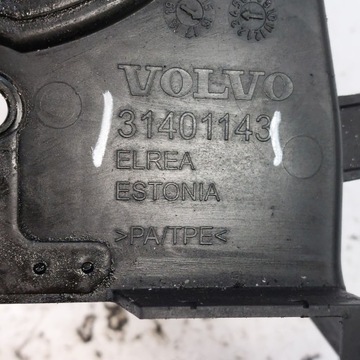 VOLVO
31401143
ELREA
ESTONIA
>PA/TPE<